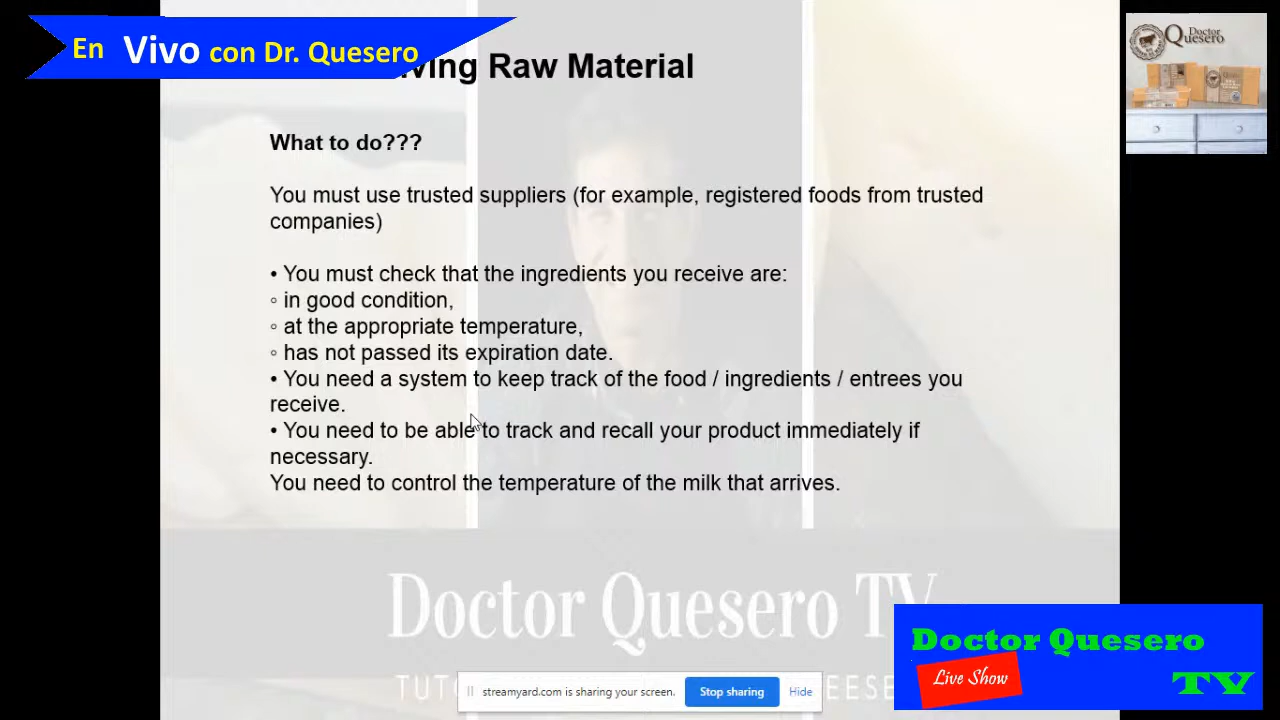 En Vivo con Dr. Quesero
Raw Material
Doctor
Quesero
What to do???
You must use trusted suppliers (for example, registered foods from trusted
companies)
• You must check that the ingredients you receive are:
◦ in good condition,
◦ at the appropriate temperature,
◦ has not passed its expiration date.
• You need a system to keep track of the food / ingredients / entrees you
receive.
• You need to be able to track and recall your product immediately if
necessary.
You need to control the temperature of the milk that arrives.
Doctor Quesero TV
Doctor Quesero
Live Show
TV
streamyard.com is sharing your screen.
Stop sharing
Hide